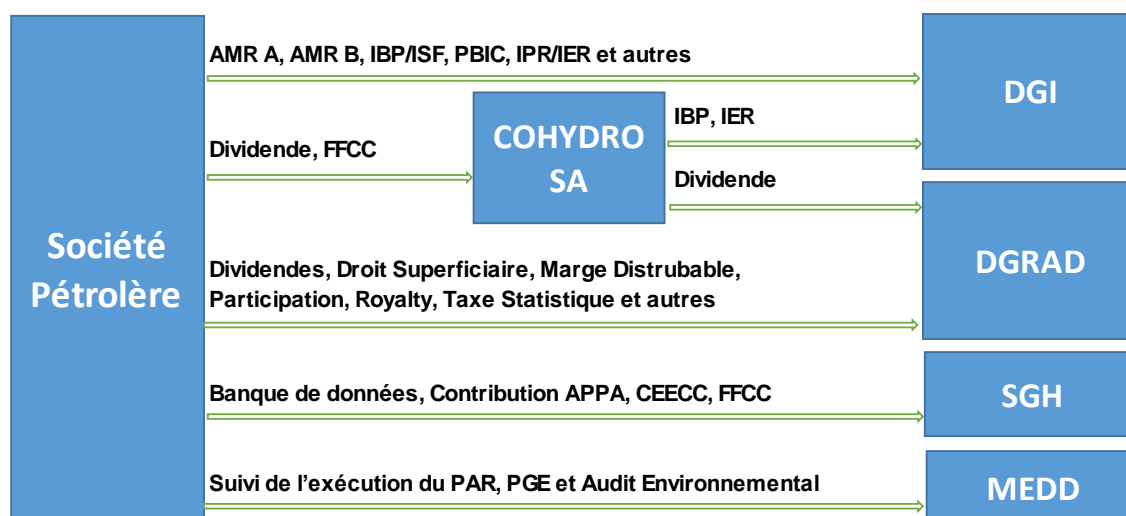 AMR A, AMR B, IBP/ISF, PBIC, IPR/IER et autres
DGI
COHYDRO
SA
IBP, IER
Dividende, FFCC
Dividende
Société
Pétrolère
Dividendes, Droit Superficiaire, Marge Distrubable,
Participation, Royalty, Taxe Statistique et autres
DGRAD
Banque de données, Contribution APPA, CEECC, FFCC
SGH
Suivi de l'exécution du PAR, PGE et Audit Environnemental
MEDD